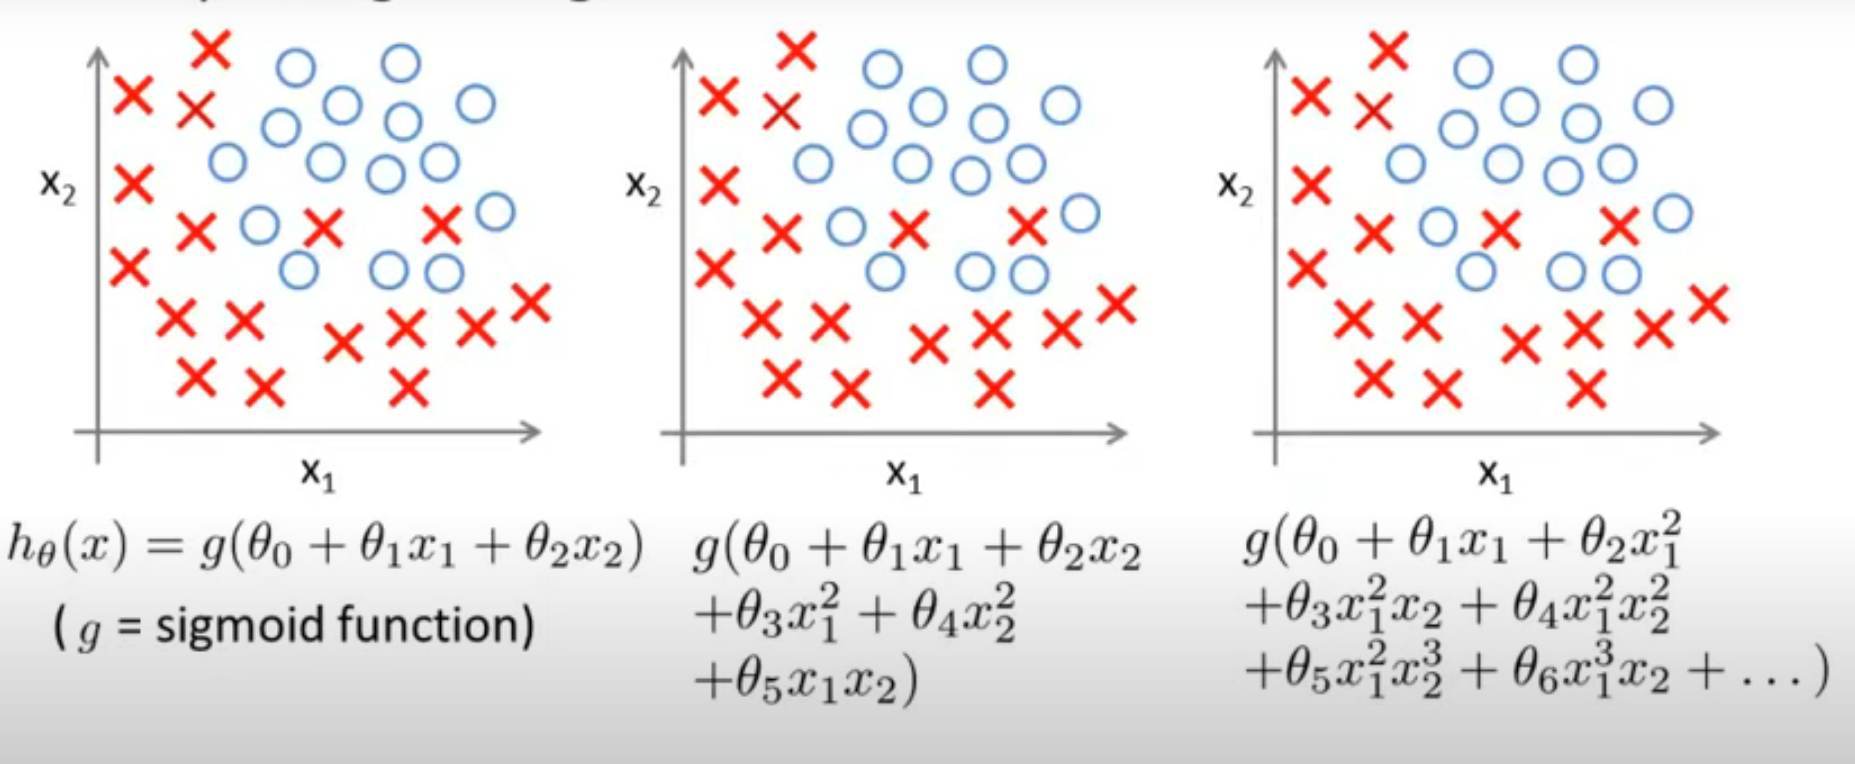 x₂
x₁
x₂
x₁
x₂
x₁
hθ(x) = g(θ₀ + θ₁x₁ + θ₂x₂)
( g = sigmoid function)
g(θ₀ + θ₁x₁ + θ₂x₂
+θ₃x₁² + θ₄x₂²
+θ₅x₁x₂)
g(θ₀ + θ₁x₁ + θ₂x₁²
+θ₃x₁²x₂ + θ₄x₁²x₂²
+θ₅x₁²x₂³ + θ₆x₁³x₂ + . . . )